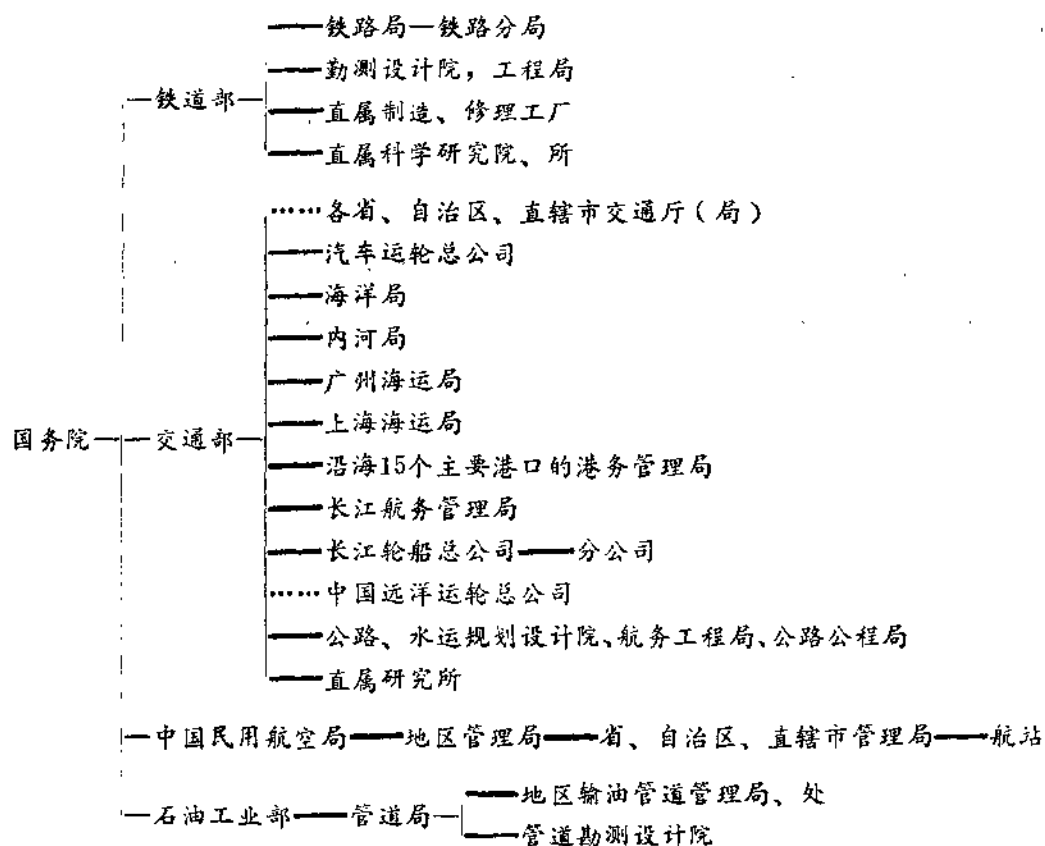 铁路局—铁路分局
勤测设计院，工程局
铁道部
直属制造、修理工厂
直属科学研究院、所
各省、自治区、直辖市交通厅（局）
汽车运轮总公司
海洋局
内河局
广州海运局
上海海运局
国务院 交通部
沿海15个主要港口的港务管理局
长江航务管理局
长江轮船总公司——分公司
中国远洋运轮总公司
公路、水运规划设计院、航务工程局、公路公程局
直属研究所
中国民用航空局——地区管理局——省、自治区、直辖市管理局——航站
地区输油管道管理局、处
石油工业部——管道局
管道勘测设计院